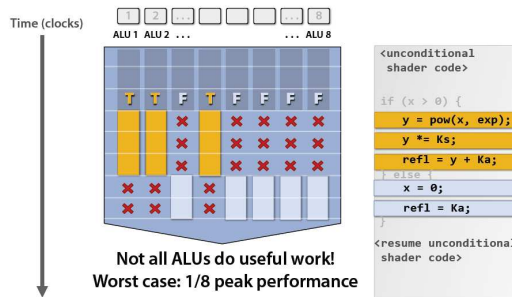 Time (clocks)
1 2 ... 8
ALU 1 ALU 2 ... ... ALU 8
T T F T F F F F
Not all ALUs do useful work!
Worst case: 1/8 peak performance
<unconditional
shader code>
if (x > 0) {
y = pow(x, exp);
y *= Ks;
refl = y + Ka;
} else {
x = 0;
refl = Ka;
}
<resume unconditional
shader code>